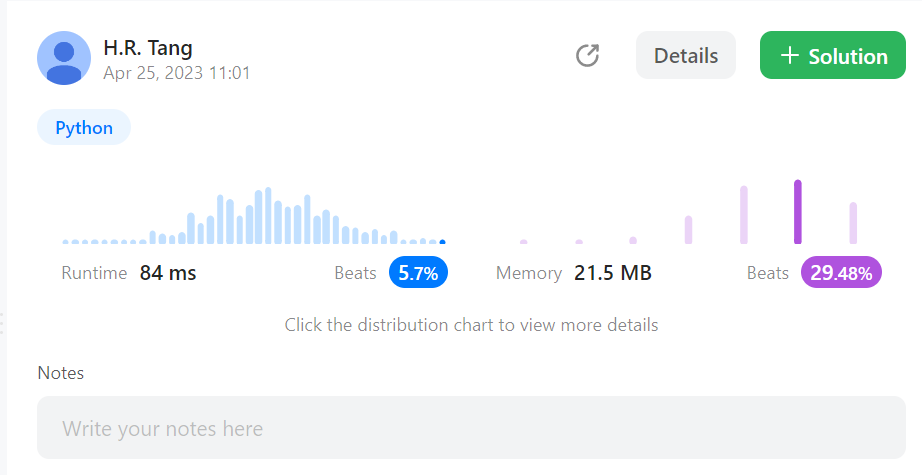 H.R. Tang
Apr 25, 2023 11:01
Details
+ Solution
Python
Runtime 84 ms Beats 5.7% Memory 21.5 MB Beats 29.48%
Click the distribution chart to view more details
Notes
Write your notes here